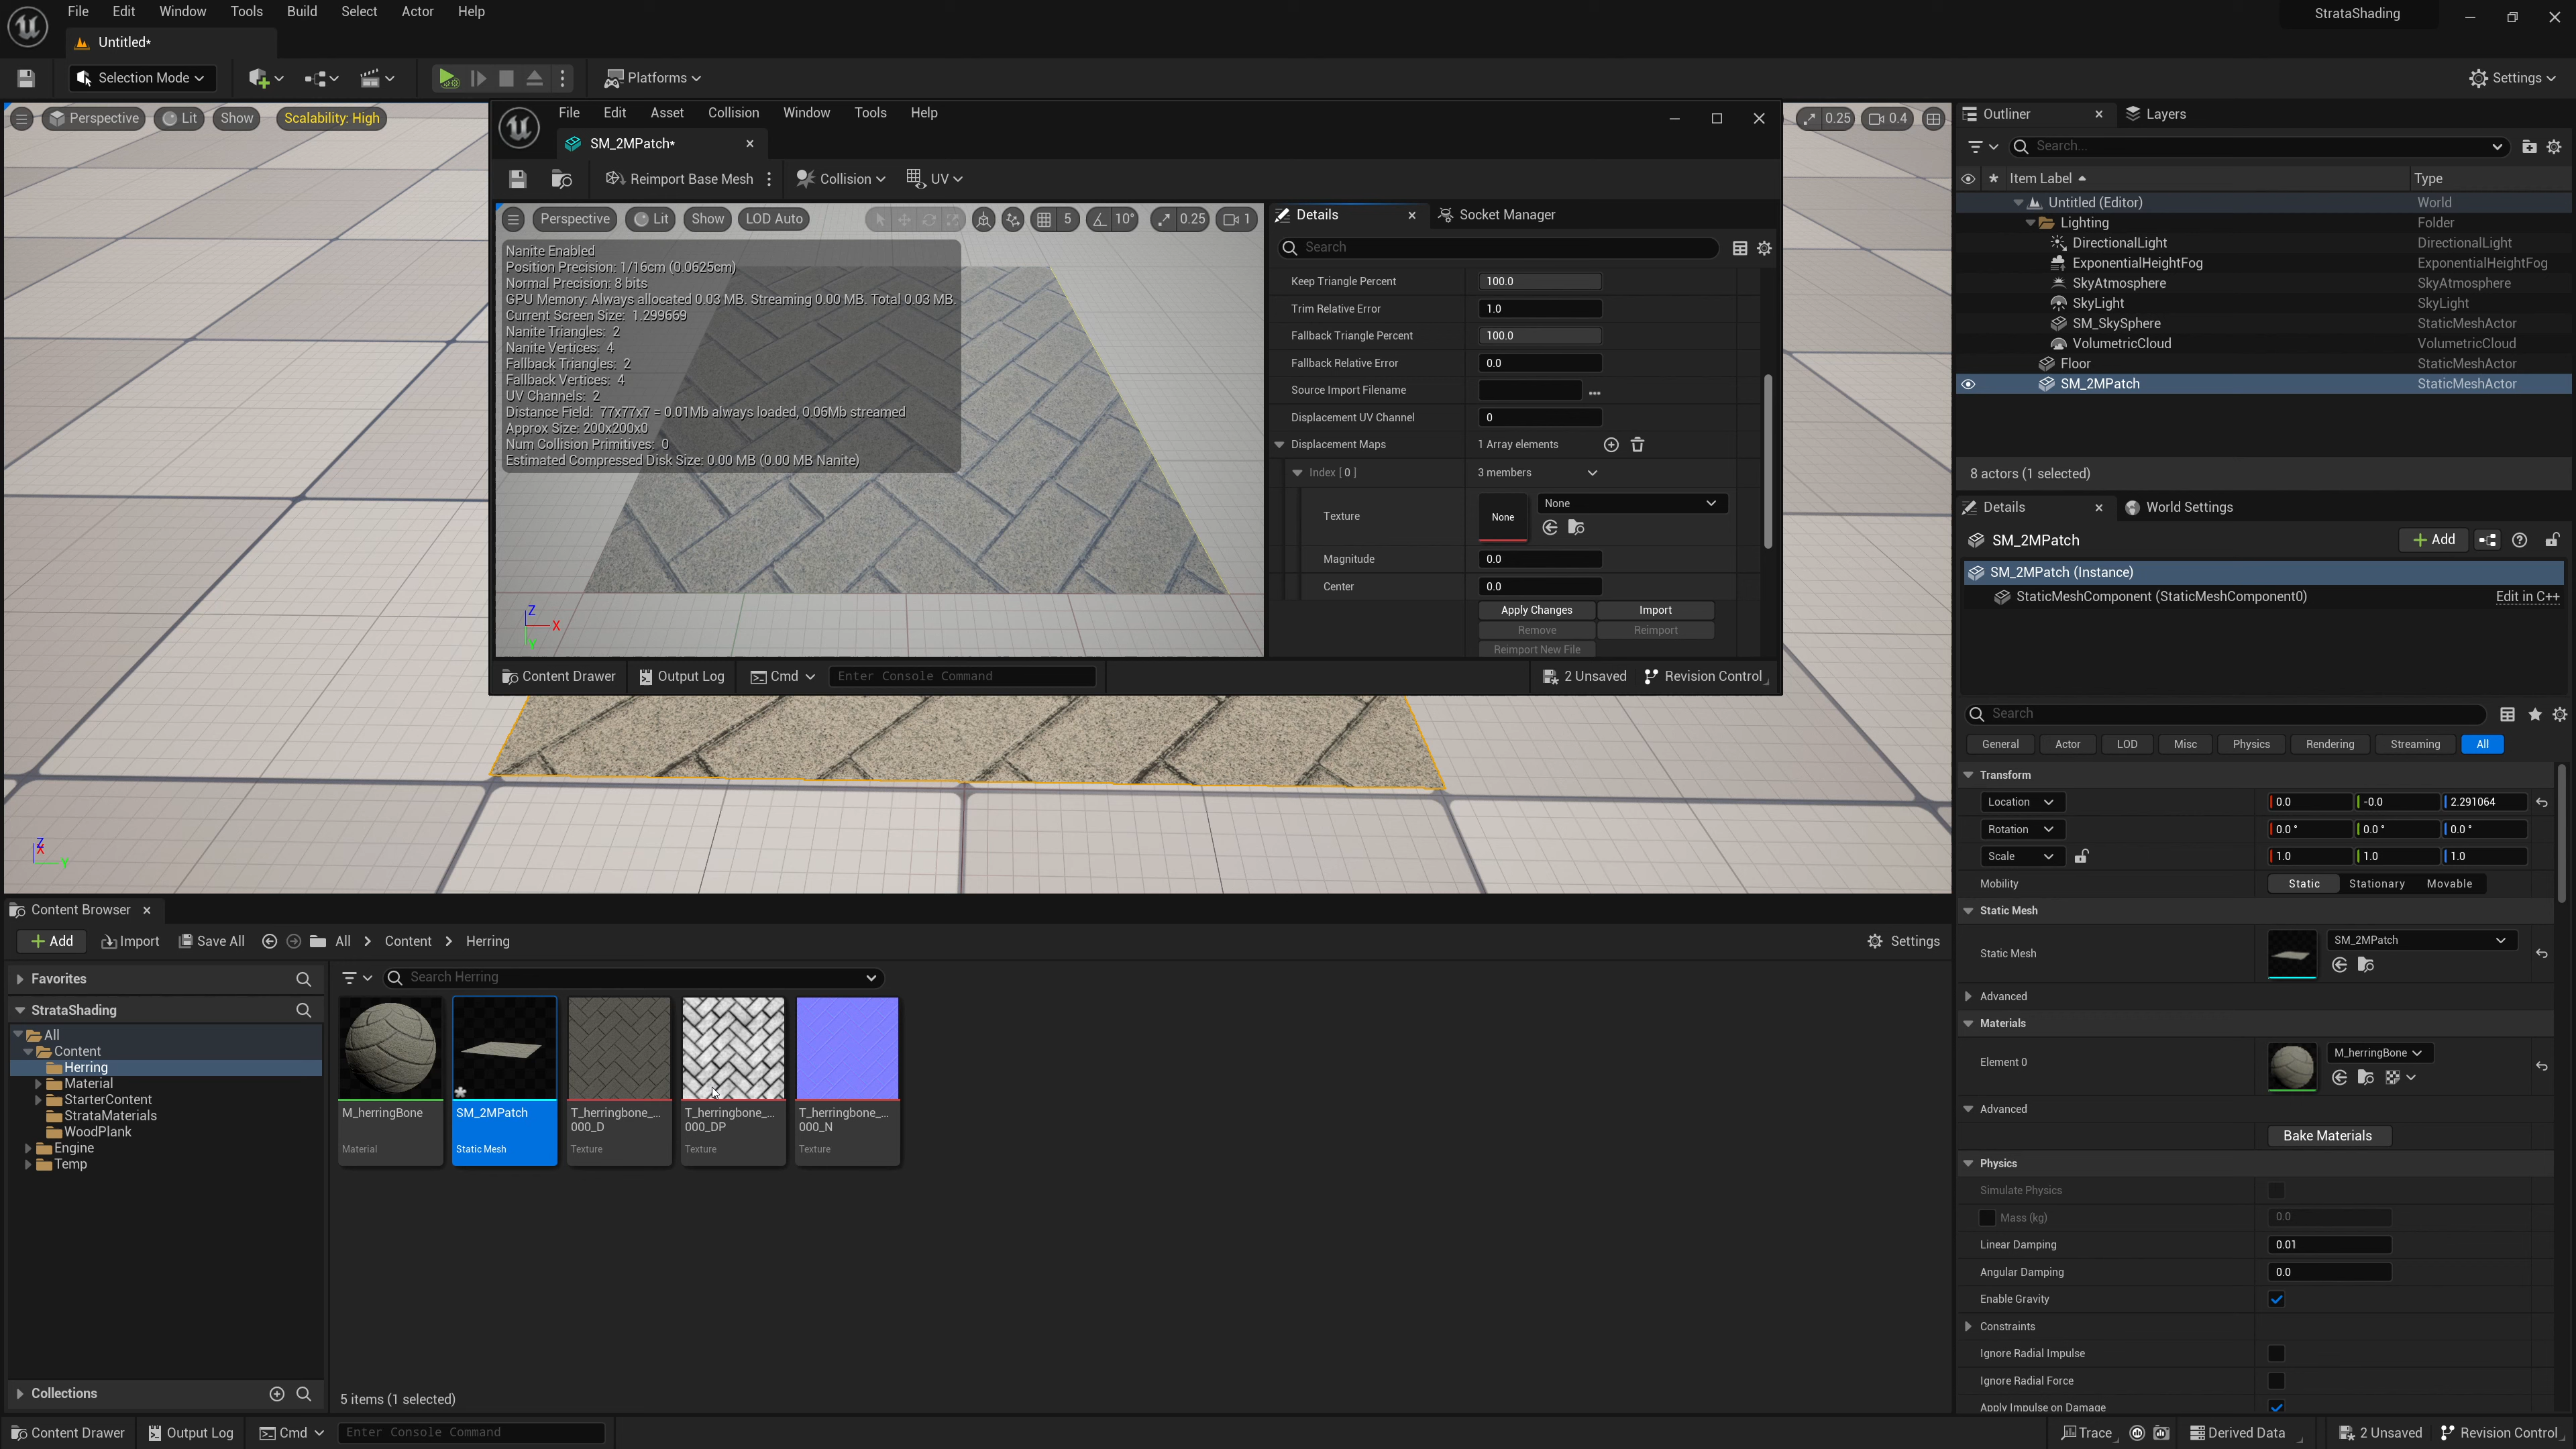 File Edit Window Tools Build Select Actor Help
StrataShading
Untitled*
Selection Mode
Platforms
Settings
Perspective Lit Show Scalability: High
0.25 0.4
File Edit Asset Collision Window Tools Help
SM_2MPatch*
Reimport Base Mesh Collision UV
Perspective Lit Show LOD Auto 5 10° 0.25 1
Nanite Enabled
Position Precision: 1/16cm (0.0625cm)
Normal Precision: 8 bits
GPU Memory: Always allocated 0.03 MB. Streaming 0.00 MB. Total 0.03 MB.
Current Screen Size: 1.299669
Nanite Triangles: 2
Nanite Vertices: 4
Fallback Triangles: 2
Fallback Vertices: 4
UV Channels: 2
Distance Field: 77x77x7 = 0.01Mb always loaded, 0.06Mb streamed
Approx Size: 200x200x0
Num Collision Primitives: 0
Estimated Compressed Disk Size: 0.00 MB (0.00 MB Nanite)
Z
X
Y
Details Socket Manager
Search
Keep Triangle Percent 100.0
Trim Relative Error 1.0
Fallback Triangle Percent 100.0
Fallback Relative Error 0.0
Source Import Filename ...
Displacement UV Channel 0
Displacement Maps 1 Array elements
Index [ 0 ] 3 members
Texture None None
Magnitude 0.0
Center 0.0
Apply Changes Import
Remove Reimport
Reimport New File
Content Drawer Output Log Cmd Enter Console Command 2 Unsaved Revision Control
Z
X
Y
Outliner Layers
Search...
Item Label Type
Untitled (Editor) World
Lighting Folder
DirectionalLight DirectionalLight
ExponentialHeightFog ExponentialHeightFog
SkyAtmosphere SkyAtmosphere
SkyLight SkyLight
SM_SkySphere StaticMeshActor
VolumetricCloud VolumetricCloud
Floor StaticMeshActor
SM_2MPatch StaticMeshActor
8 actors (1 selected)
Details World Settings
SM_2MPatch Add
SM_2MPatch (Instance)
StaticMeshComponent (StaticMeshComponent0) Edit in C++
Search
General Actor LOD Misc Physics Rendering Streaming All
Transform
Location 0.0 -0.0 2.291064
Rotation 0.0 ° 0.0 ° 0.0 °
Scale 1.0 1.0 1.0
Mobility Static Stationary Movable
Static Mesh
Static Mesh SM_2MPatch
Advanced
Materials
Element 0 M_herringBone
Advanced
Bake Materials
Physics
Simulate Physics
Mass (kg) 0.0
Linear Damping 0.01
Angular Damping 0.0
Enable Gravity
Constraints
Ignore Radial Impulse
Ignore Radial Force
Apply Impulse on Damage
Content Browser
Add Import Save All All Content Herring Settings
Favorites
StrataShading
All
Content
Herring
Material
StarterContent
StrataMaterials
WoodPlank
Engine
Temp
Collections
Search Herring
M_herringBone
Material
SM_2MPatch
Static Mesh
T_herringbone_...
000_D
Texture
T_herringbone_...
000_DP
Texture
T_herringbone_...
000_N
Texture
5 items (1 selected)
Content Drawer Output Log Cmd Enter Console Command Trace Derived Data 2 Unsaved Revision Control